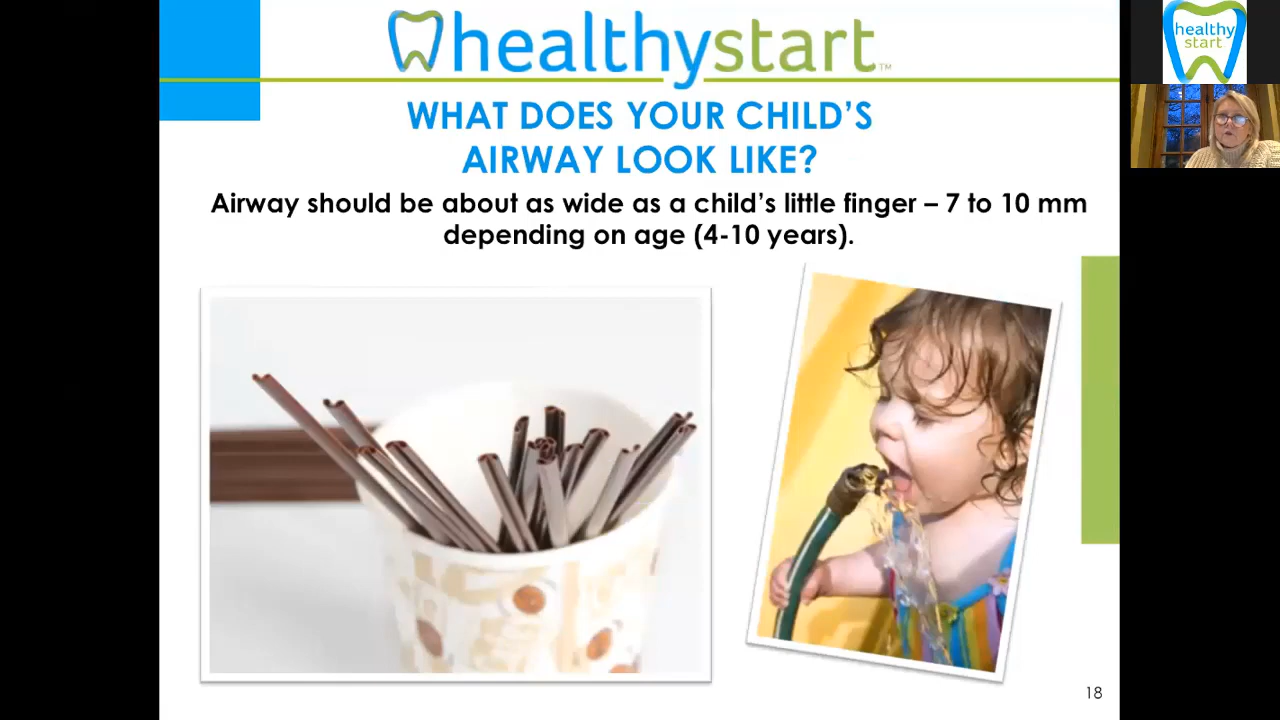 healthystart™
WHAT DOES YOUR CHILD'S
AIRWAY LOOK LIKE?
Airway should be about as wide as a child's little finger – 7 to 10 mm
depending on age (4-10 years).
18
healthy
start